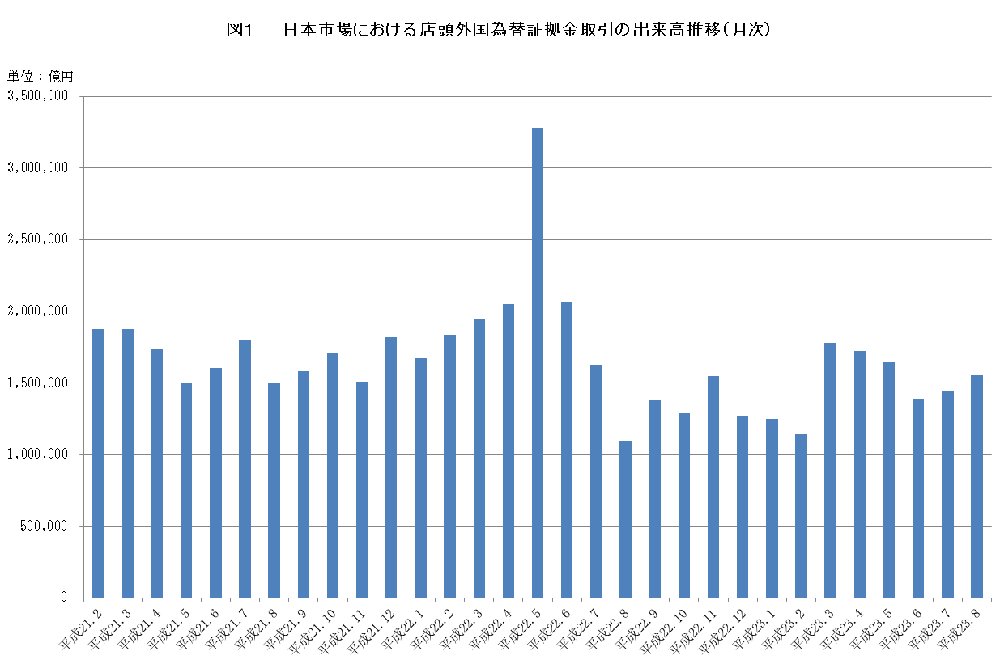 図1　日本市場における店頭外国為替証拠金取引の出来高推移(月次)
単位：億円
3,500,000
3,000,000
2,500,000
2,000,000
1,500,000
1,000,000
500,000
0
平成21.2
平成21.3
平成21.4
平成21.5
平成21.6
平成21.7
平成21.8
平成21.9
平成21.10
平成21.11
平成21.12
平成22.1
平成22.2
平成22.3
平成22.4
平成22.5
平成22.6
平成22.7
平成22.8
平成22.9
平成22.10
平成22.11
平成22.12
平成23.1
平成23.2
平成23.3
平成23.4
平成23.5
平成23.6
平成23.7
平成23.8